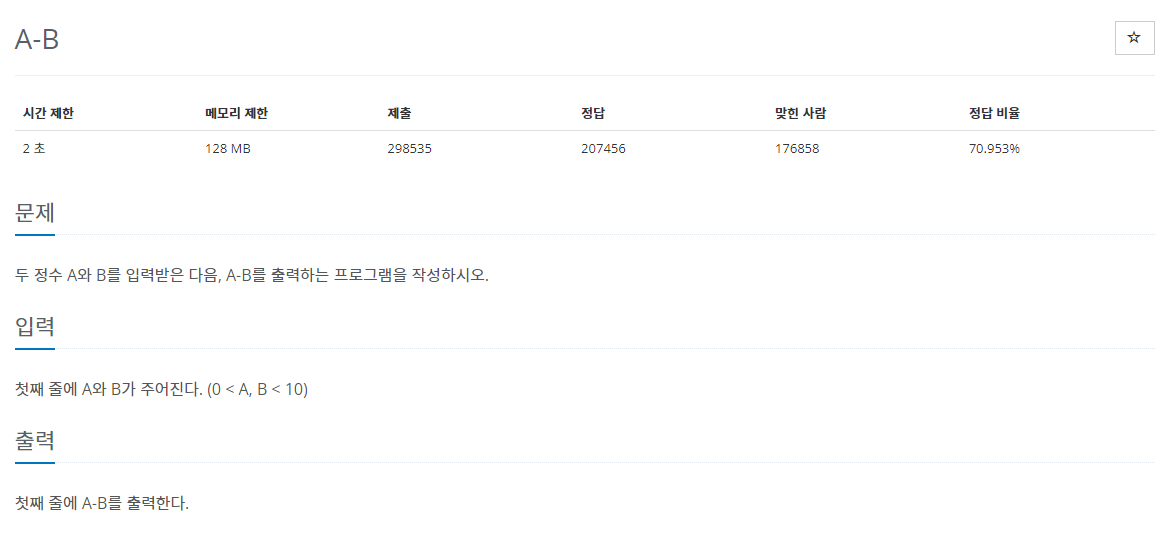 A-B
☆
시간 제한 메모리 제한 제출 정답 맞힌 사람 정답 비율
2 초 128 MB 298535 207456 176858 70.953%
문제
두 정수 A와 B를 입력받은 다음, A-B를 출력하는 프로그램을 작성하시오.
입력
첫째 줄에 A와 B가 주어진다. (0 < A, B < 10)
출력
첫째 줄에 A-B를 출력한다.